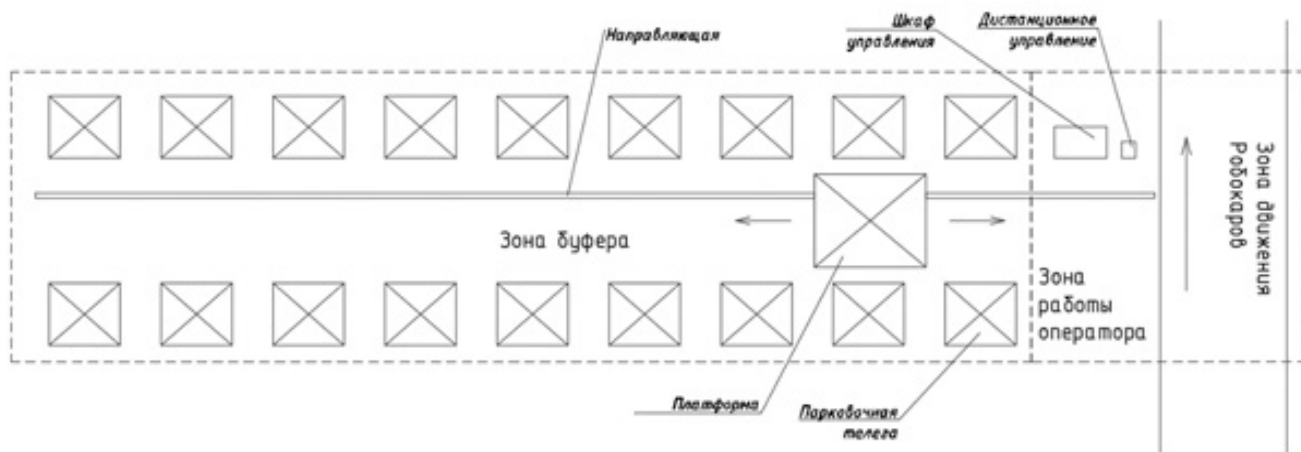 Направляющая
Шкаф
управления
Дистанционное
управление
Зона движения
Робокаров
Зона буфера
Зона
работы
оператора
Платформа
Парковочная
телега